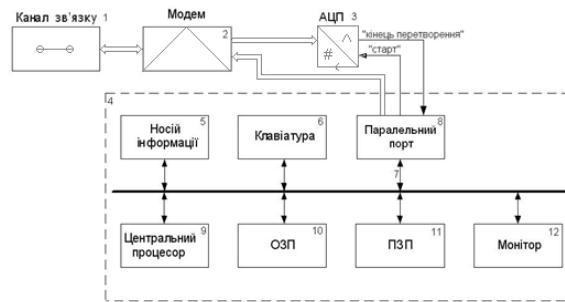 Канал зв'язку 1
Модем
2
АЦП 3
#
"кінець перетворення"
"старт"
4
5
Носій
інформації
6
Клавіатура
8
Паралельний
порт
7
9
Центральний
процесор
10
ОЗП
11
ПЗП
12
Монітор